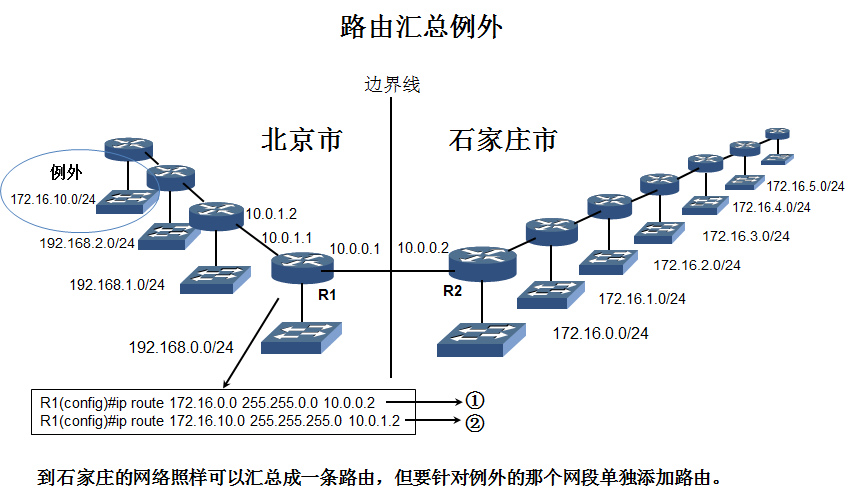 路由汇总例外
边界线
北京市
石家庄市
例外
172.16.10.0/24
192.168.2.0/24
192.168.1.0/24
192.168.0.0/24
10.0.1.2
10.0.1.1
10.0.0.1
10.0.0.2
R1
R2
172.16.5.0/24
172.16.4.0/24
172.16.3.0/24
172.16.2.0/24
172.16.1.0/24
172.16.0.0/24
R1(config)#ip route 172.16.0.0 255.255.0.0 10.0.0.2 ①
R1(config)#ip route 172.16.10.0 255.255.255.0 10.0.1.2 ②
到石家庄的网络照样可以汇总成一条路由，但要针对例外的那个网段单独添加路由。